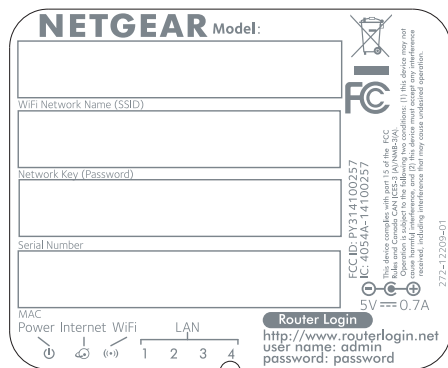 NETGEAR Model:
WiFi Network Name (SSID)
Network Key (Password)
Serial Number
MAC
Power Internet WiFi LAN
1 2 3 4
FC
FCC ID: PY314100257
IC: 4054A-14100257
This device complies with part 15 of the FCC
Rules and Canada CAN ICES-3 (A)/NMB-3(A).
Operation is subject to the following two conditions: (1) this device may not
cause harmful interference, and (2) this device must accept any interference
received, including interference that may cause undesired operation.
5V 0.7A
272-12209-01
Router Login
http://www.routerlogin.net
user name: admin
password: password